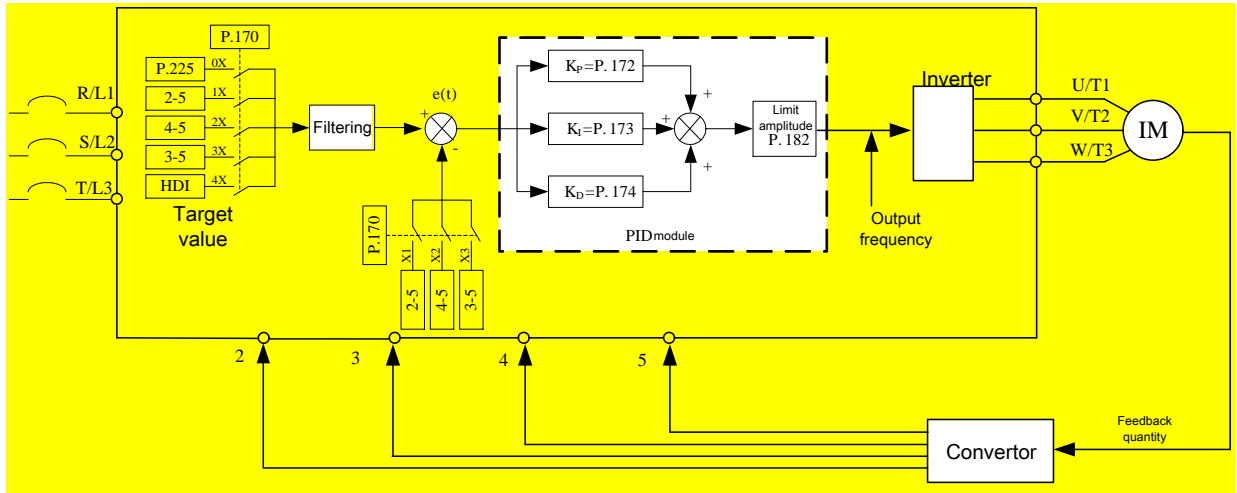 P.170
P.225
0X
2-5
1X
4-5
2X
3-5
3X
HDI
4X
Target
value
R/L1
S/L2
T/L3
Filtering
+
e(t)
-
P.170
X1
X2
X3
2-5
4-5
3-5
KP=P. 172
KI=P. 173
KD=P. 174
+
+
+
Limit
amplitude
P. 182
PID module
Output
frequency
Inverter
U/T1
V/T2
W/T3
IM
2
3
4
5
Feedback
quantity
Convertor